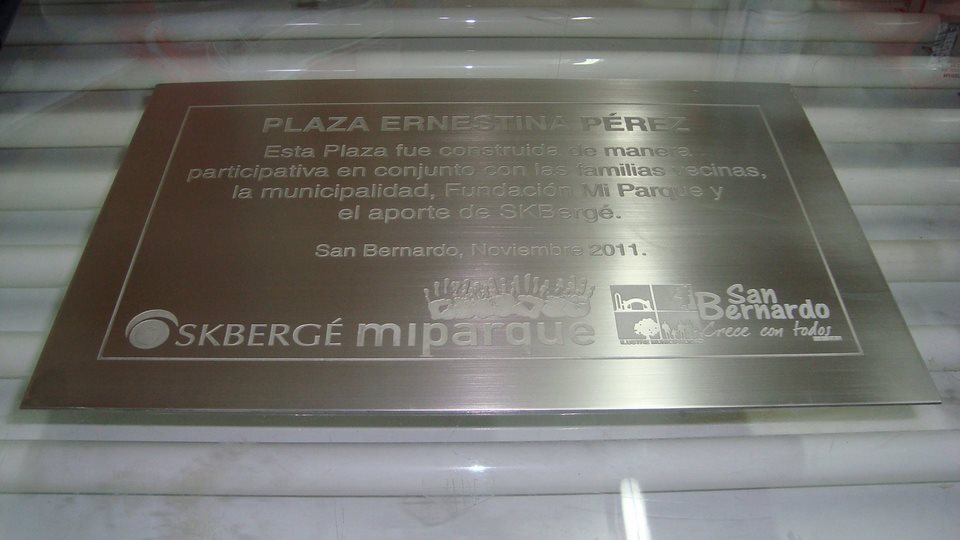 PLAZA ERNESTINA PÉREZ
Esta Plaza fue construida de manera
participativa en conjunto con las familias vecinas,
la municipalidad, Fundación Mi Parque y
el aporte de SKBergé.
San Bernardo, Noviembre 2011.
SKBERGÉ
miparque
San
Bernardo
Crece con todos